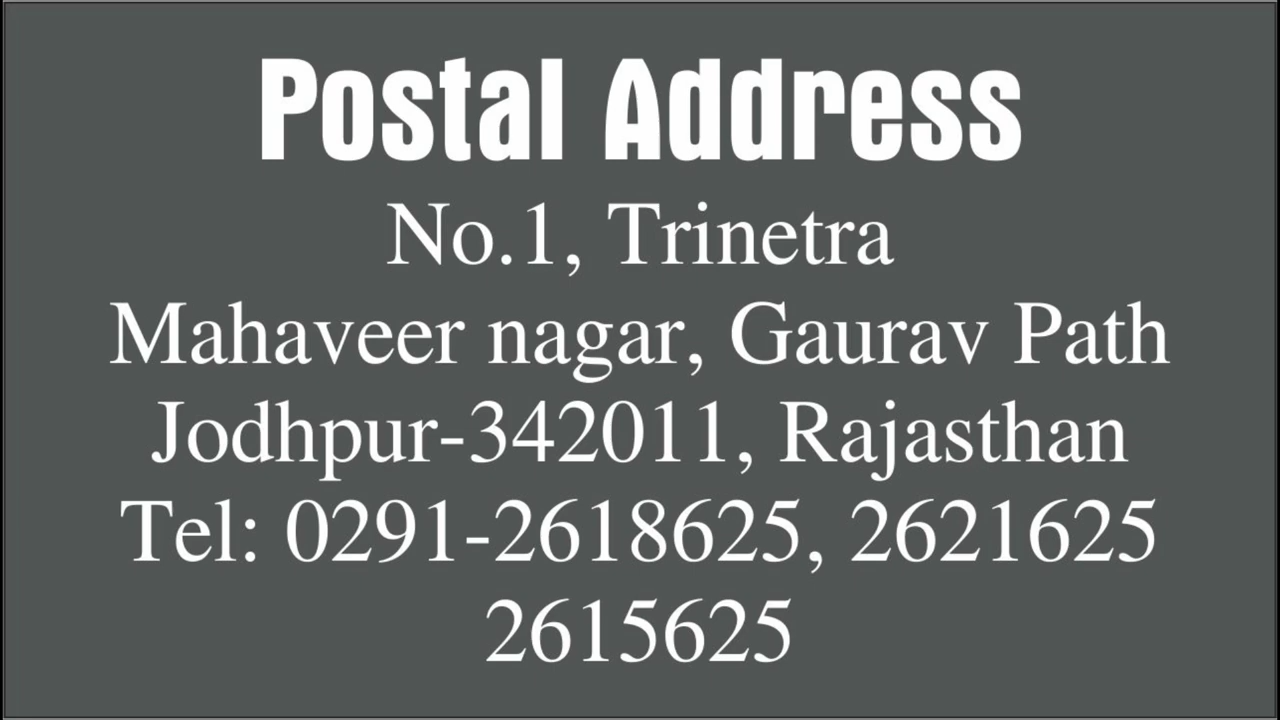 Postal Address
No.1, Trinetra
Mahaveer nagar, Gaurav Path
Jodhpur-342011, Rajasthan
Tel: 0291-2618625, 2621625
2615625